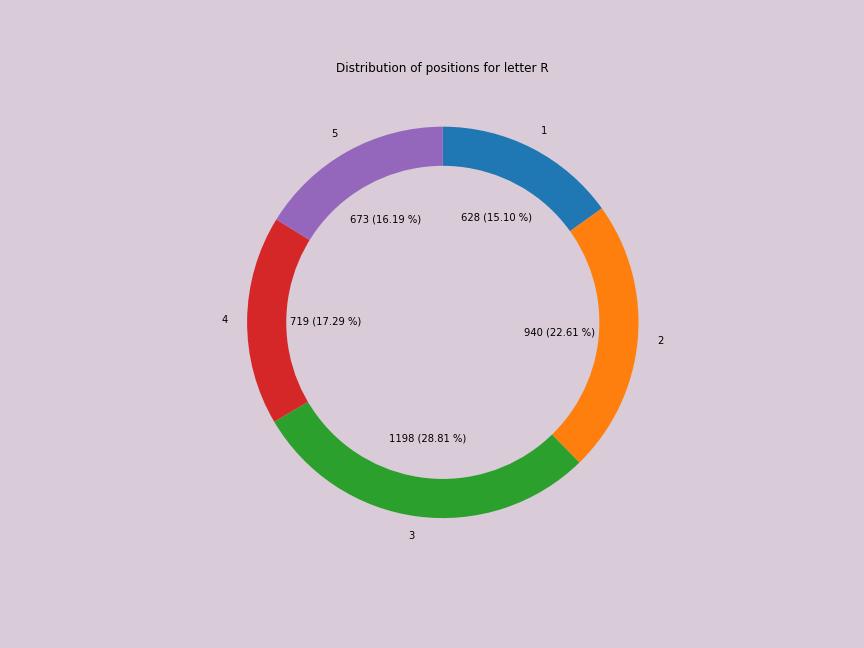 Distribution of positions for letter R
5
1
673 (16.19 %)
628 (15.10 %)
4
719 (17.29 %)
940 (22.61 %)
2
1198 (28.81 %)
3